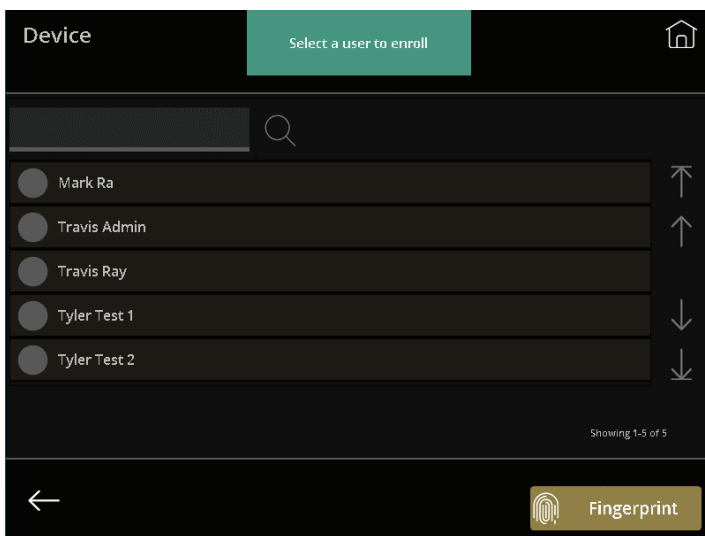 Device
Select a user to enroll
Mark Ra
Travis Admin
Travis Ray
Tyler Test 1
Tyler Test 2
Showing 1-5 of 5
Fingerprint